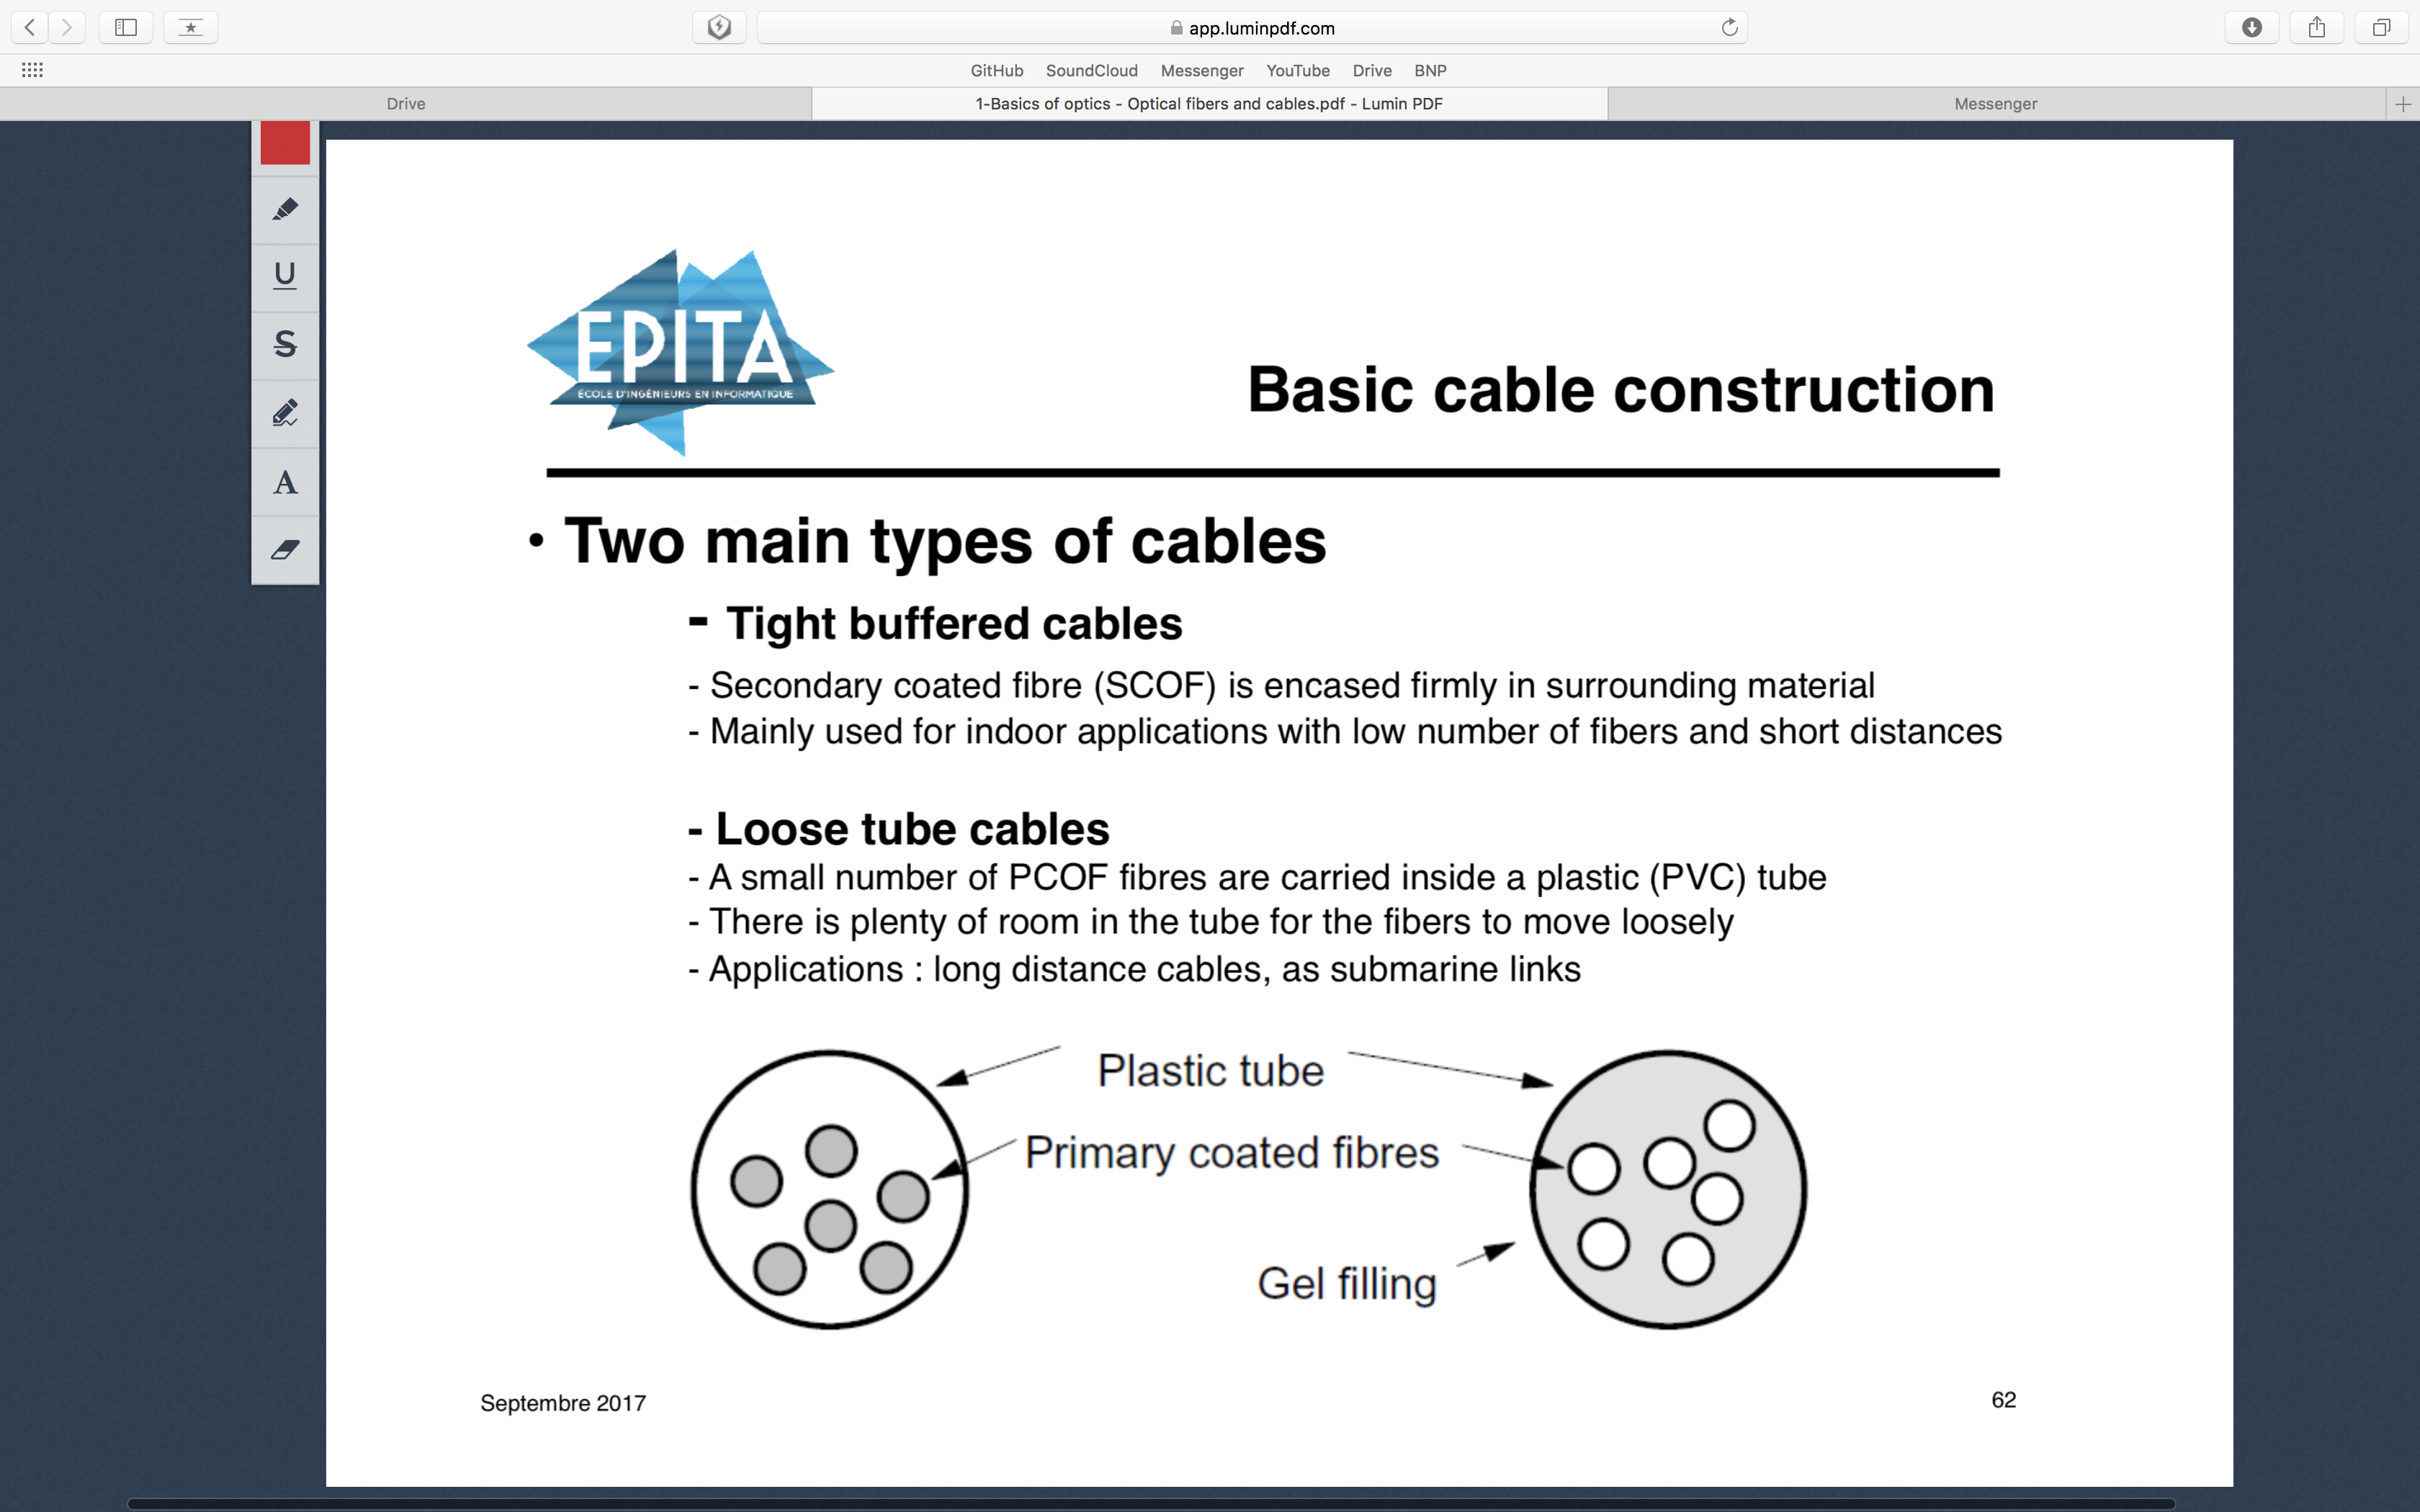 app.luminpdf.com
GitHub SoundCloud Messenger YouTube Drive BNP
Drive
1-Basics of optics - Optical fibers and cables.pdf - Lumin PDF
Messenger
U
S
A
EPITA
ÉCOLE D'INGÉNIEURS EN INFORMATIQUE
Basic cable construction
• Two main types of cables
- Tight buffered cables
- Secondary coated fibre (SCOF) is encased firmly in surrounding material
- Mainly used for indoor applications with low number of fibers and short distances
- Loose tube cables
- A small number of PCOF fibres are carried inside a plastic (PVC) tube
- There is plenty of room in the tube for the fibers to move loosely
- Applications : long distance cables, as submarine links
Plastic tube
Primary coated fibres
Gel filling
Septembre 2017
62